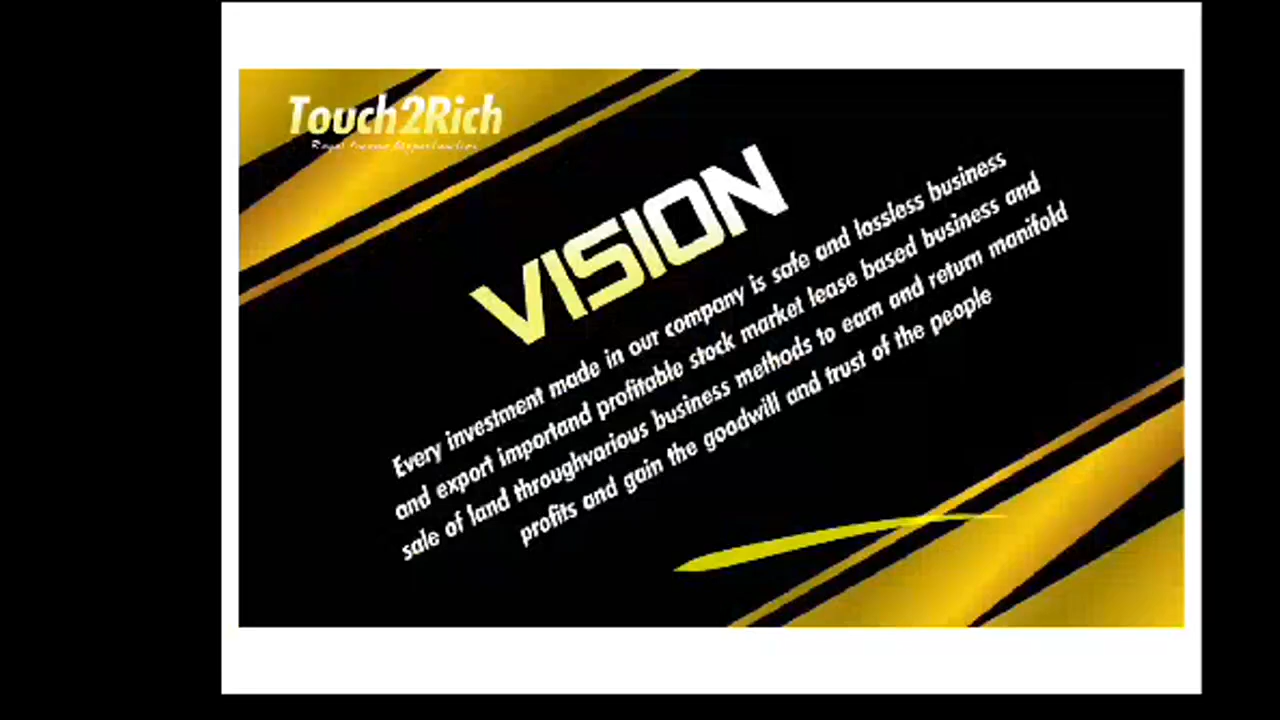 Touch2Rich
VISION
Every investment made in our company is safe and lossless business
and export importand profitable stock market lease based business and
sale of land throughvarious business methods to earn and return manifold
profits and gain the goodwill and trust of the people